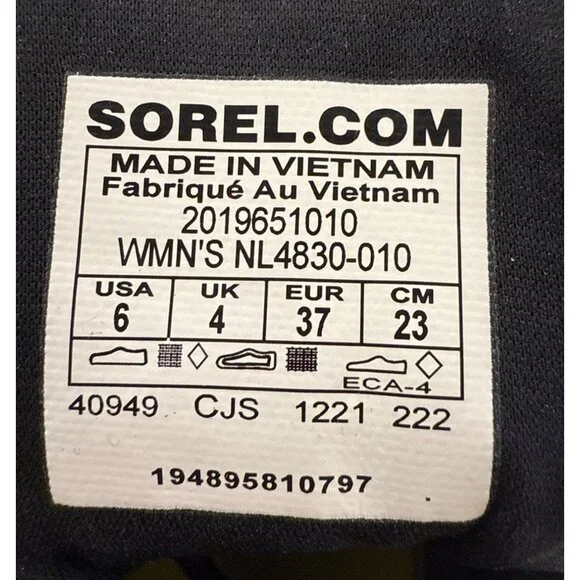 SOREL.COM
MADE IN VIETNAM
Fabriqué Au Vietnam
2019651010
WMN'S NL4830-010
USA UK EUR CM
6 4 37 23
ECA-4
40949 CJS 1221 222
194895810797